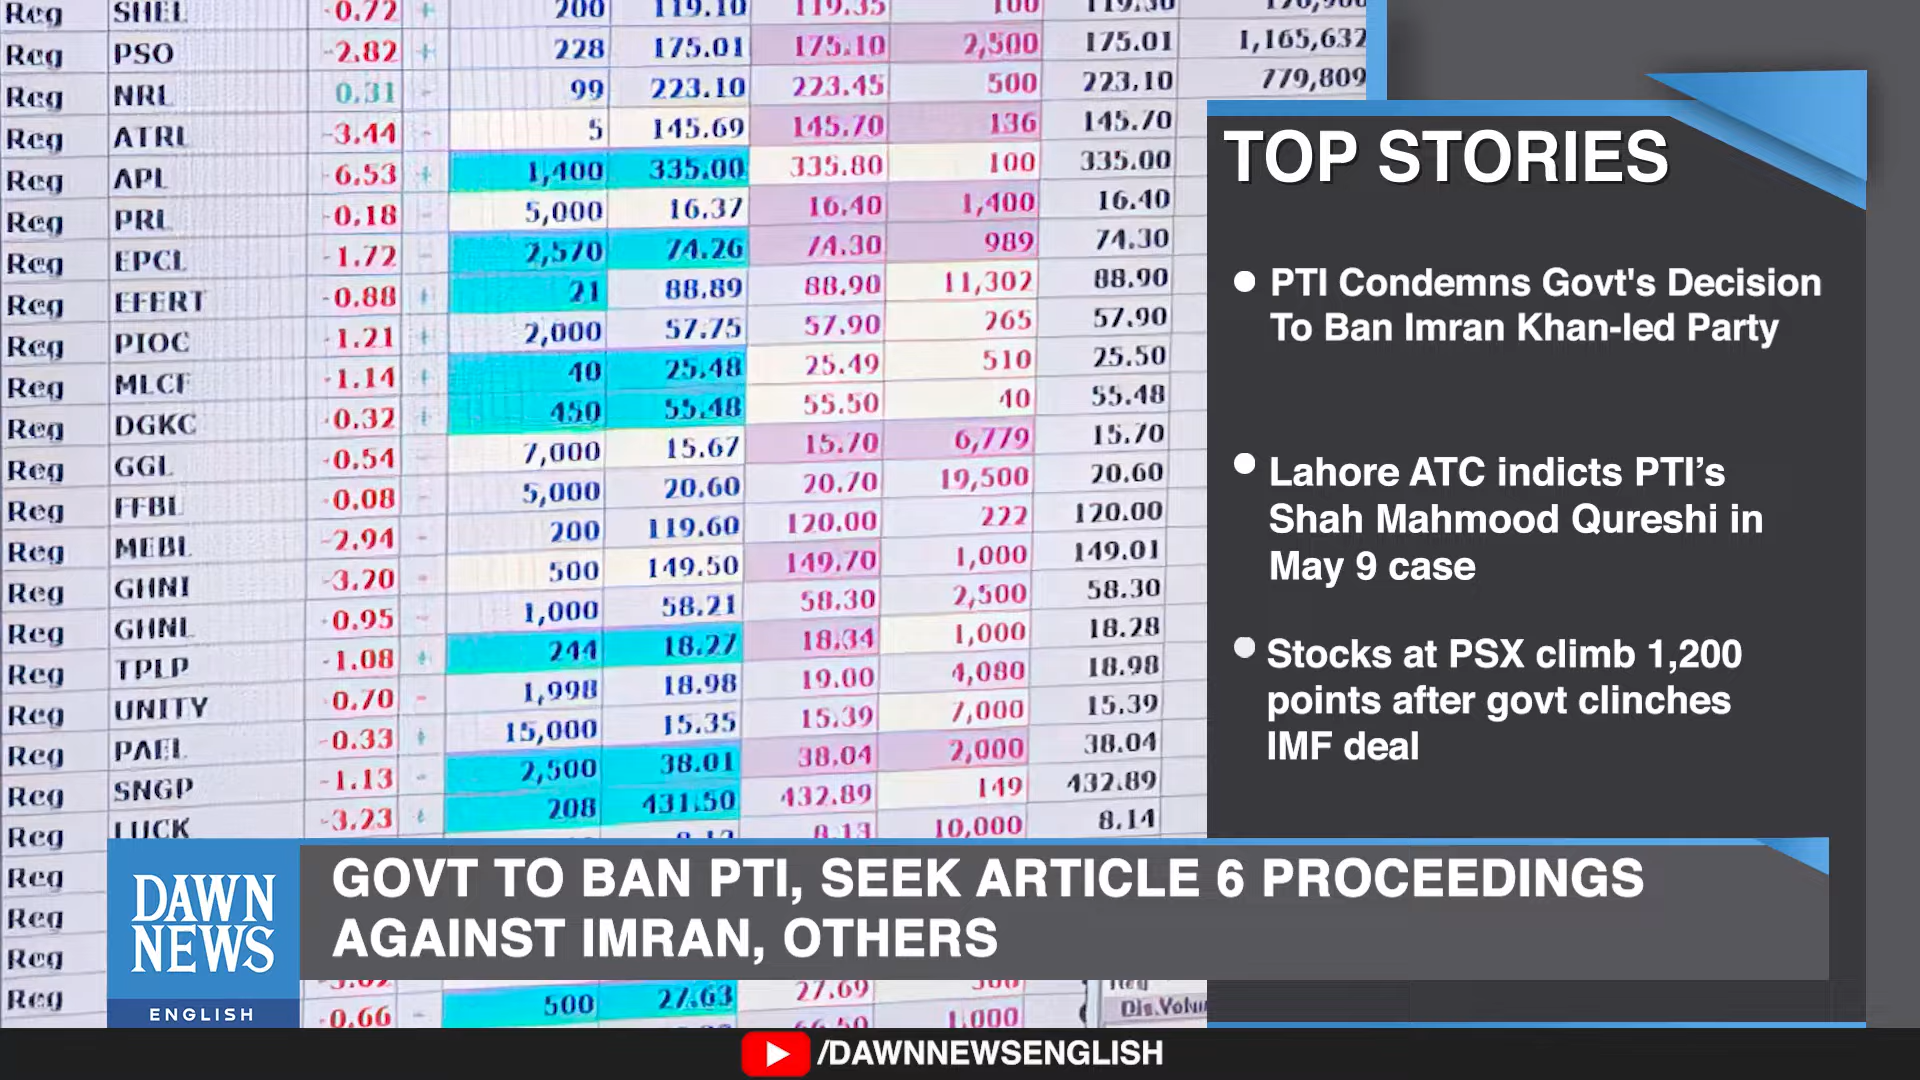 Reg SHEL -0.72 + 200 119.10 119.35 100 119.30
Reg PSO -2.82 + 228 175.01 175.10 2,500 175.01 1,165,632
Reg NRL 0.31 - 99 223.10 223.45 500 223.10 779,809
Reg ATRL -3.44 - 5 145.69 145.70 136 145.70
Reg APL -6.53 + 1,400 335.00 335.80 100 335.00
Reg PRL -0.18 - 5,000 16.37 16.40 1,400 16.40
Reg EPCL -1.72 - 2,570 74.26 74.30 989 74.30
Reg EFERT -0.88 + 21 88.89 88.90 11,302 88.90
Reg PIOC -1.21 + 2,000 57.75 57.90 265 57.90
Reg MLCF -1.14 + 40 25.48 25.49 510 25.50
Reg DGKC -0.32 + 450 55.48 55.50 40 55.48
Reg GGL -0.54 - 7,000 15.67 15.70 6,779 15.70
Reg FFBL -0.08 5,000 20.60 20.70 19,500 20.60
Reg MEBL -2.94 - 200 119.60 120.00 222 120.00
Reg GHNI -3.20 - 500 149.50 149.70 1,000 149.01
Reg GHNL -0.95 - 1,000 58.21 58.30 2,500 58.30
Reg TPLP -1.08 + 244 18.27 18.34 1,000 18.28
Reg UNITY -0.70 - 1,998 18.98 19.00 4,080 18.98
Reg PAEL -0.33 + 15,000 15.35 15.39 7,000 15.39
Reg SNGP -1.13 - 2,500 38.01 38.04 2,000 38.04
Reg LUCK -3.23 + 208 431.50 432.89 149 432.89
Reg 10,000 8.14
Reg
Reg
Reg -0.66 - 500 27.63 27.69
1,000
Dis.Volu
TOP STORIES
PTI Condemns Govt's Decision
To Ban Imran Khan-led Party
Lahore ATC indicts PTI’s
Shah Mahmood Qureshi in
May 9 case
Stocks at PSX climb 1,200
points after govt clinches
IMF deal
DAWN
NEWS
ENGLISH
GOVT TO BAN PTI, SEEK ARTICLE 6 PROCEEDINGS
AGAINST IMRAN, OTHERS
/DAWNNEWSENGLISH